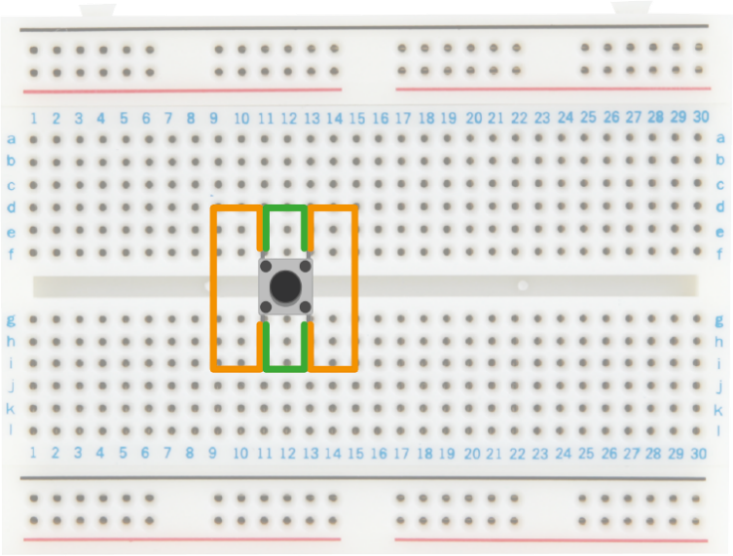 1 2 3 4 5 6 7 8 9 10 11 12 13 14 15 16 17 18 19 20 21 22 23 24 25 26 27 28 29 30
a a
b b
c c
d d
e e
f f
g g
h h
i i
j j
k k
l l
1 2 3 4 5 6 7 8 9 10 11 12 13 14 15 16 17 18 19 20 21 22 23 24 25 26 27 28 29 30